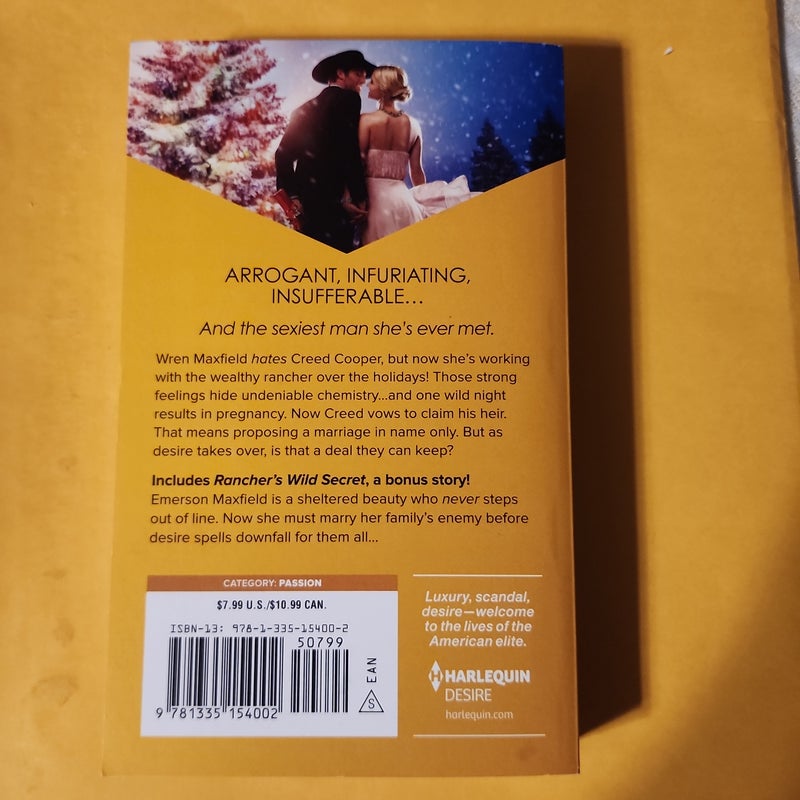 ARROGANT, INFURIATING,
INSUFFERABLE...
And the sexiest man she's ever met.
Wren Maxfield hates Creed Cooper, but now she's working
with the wealthy rancher over the holidays! Those strong
feelings hide undeniable chemistry...and one wild night
results in pregnancy. Now Creed vows to claim his heir.
That means proposing a marriage in name only. But as
desire takes over, is that a deal they can keep?
Includes Rancher's Wild Secret, a bonus story!
Emerson Maxfield is a sheltered beauty who never steps
out of line. Now she must marry her family's enemy before
desire spells downfall for them all...
CATEGORY: PASSION
$7.99 U.S./$10.99 CAN.
ISBN-13: 978-1-335-15400-2
50799
9 781335 154002
EAN
S
Luxury, scandal,
desire—welcome
to the lives of the
American elite.
HARLEQUIN
DESIRE
harlequin.com